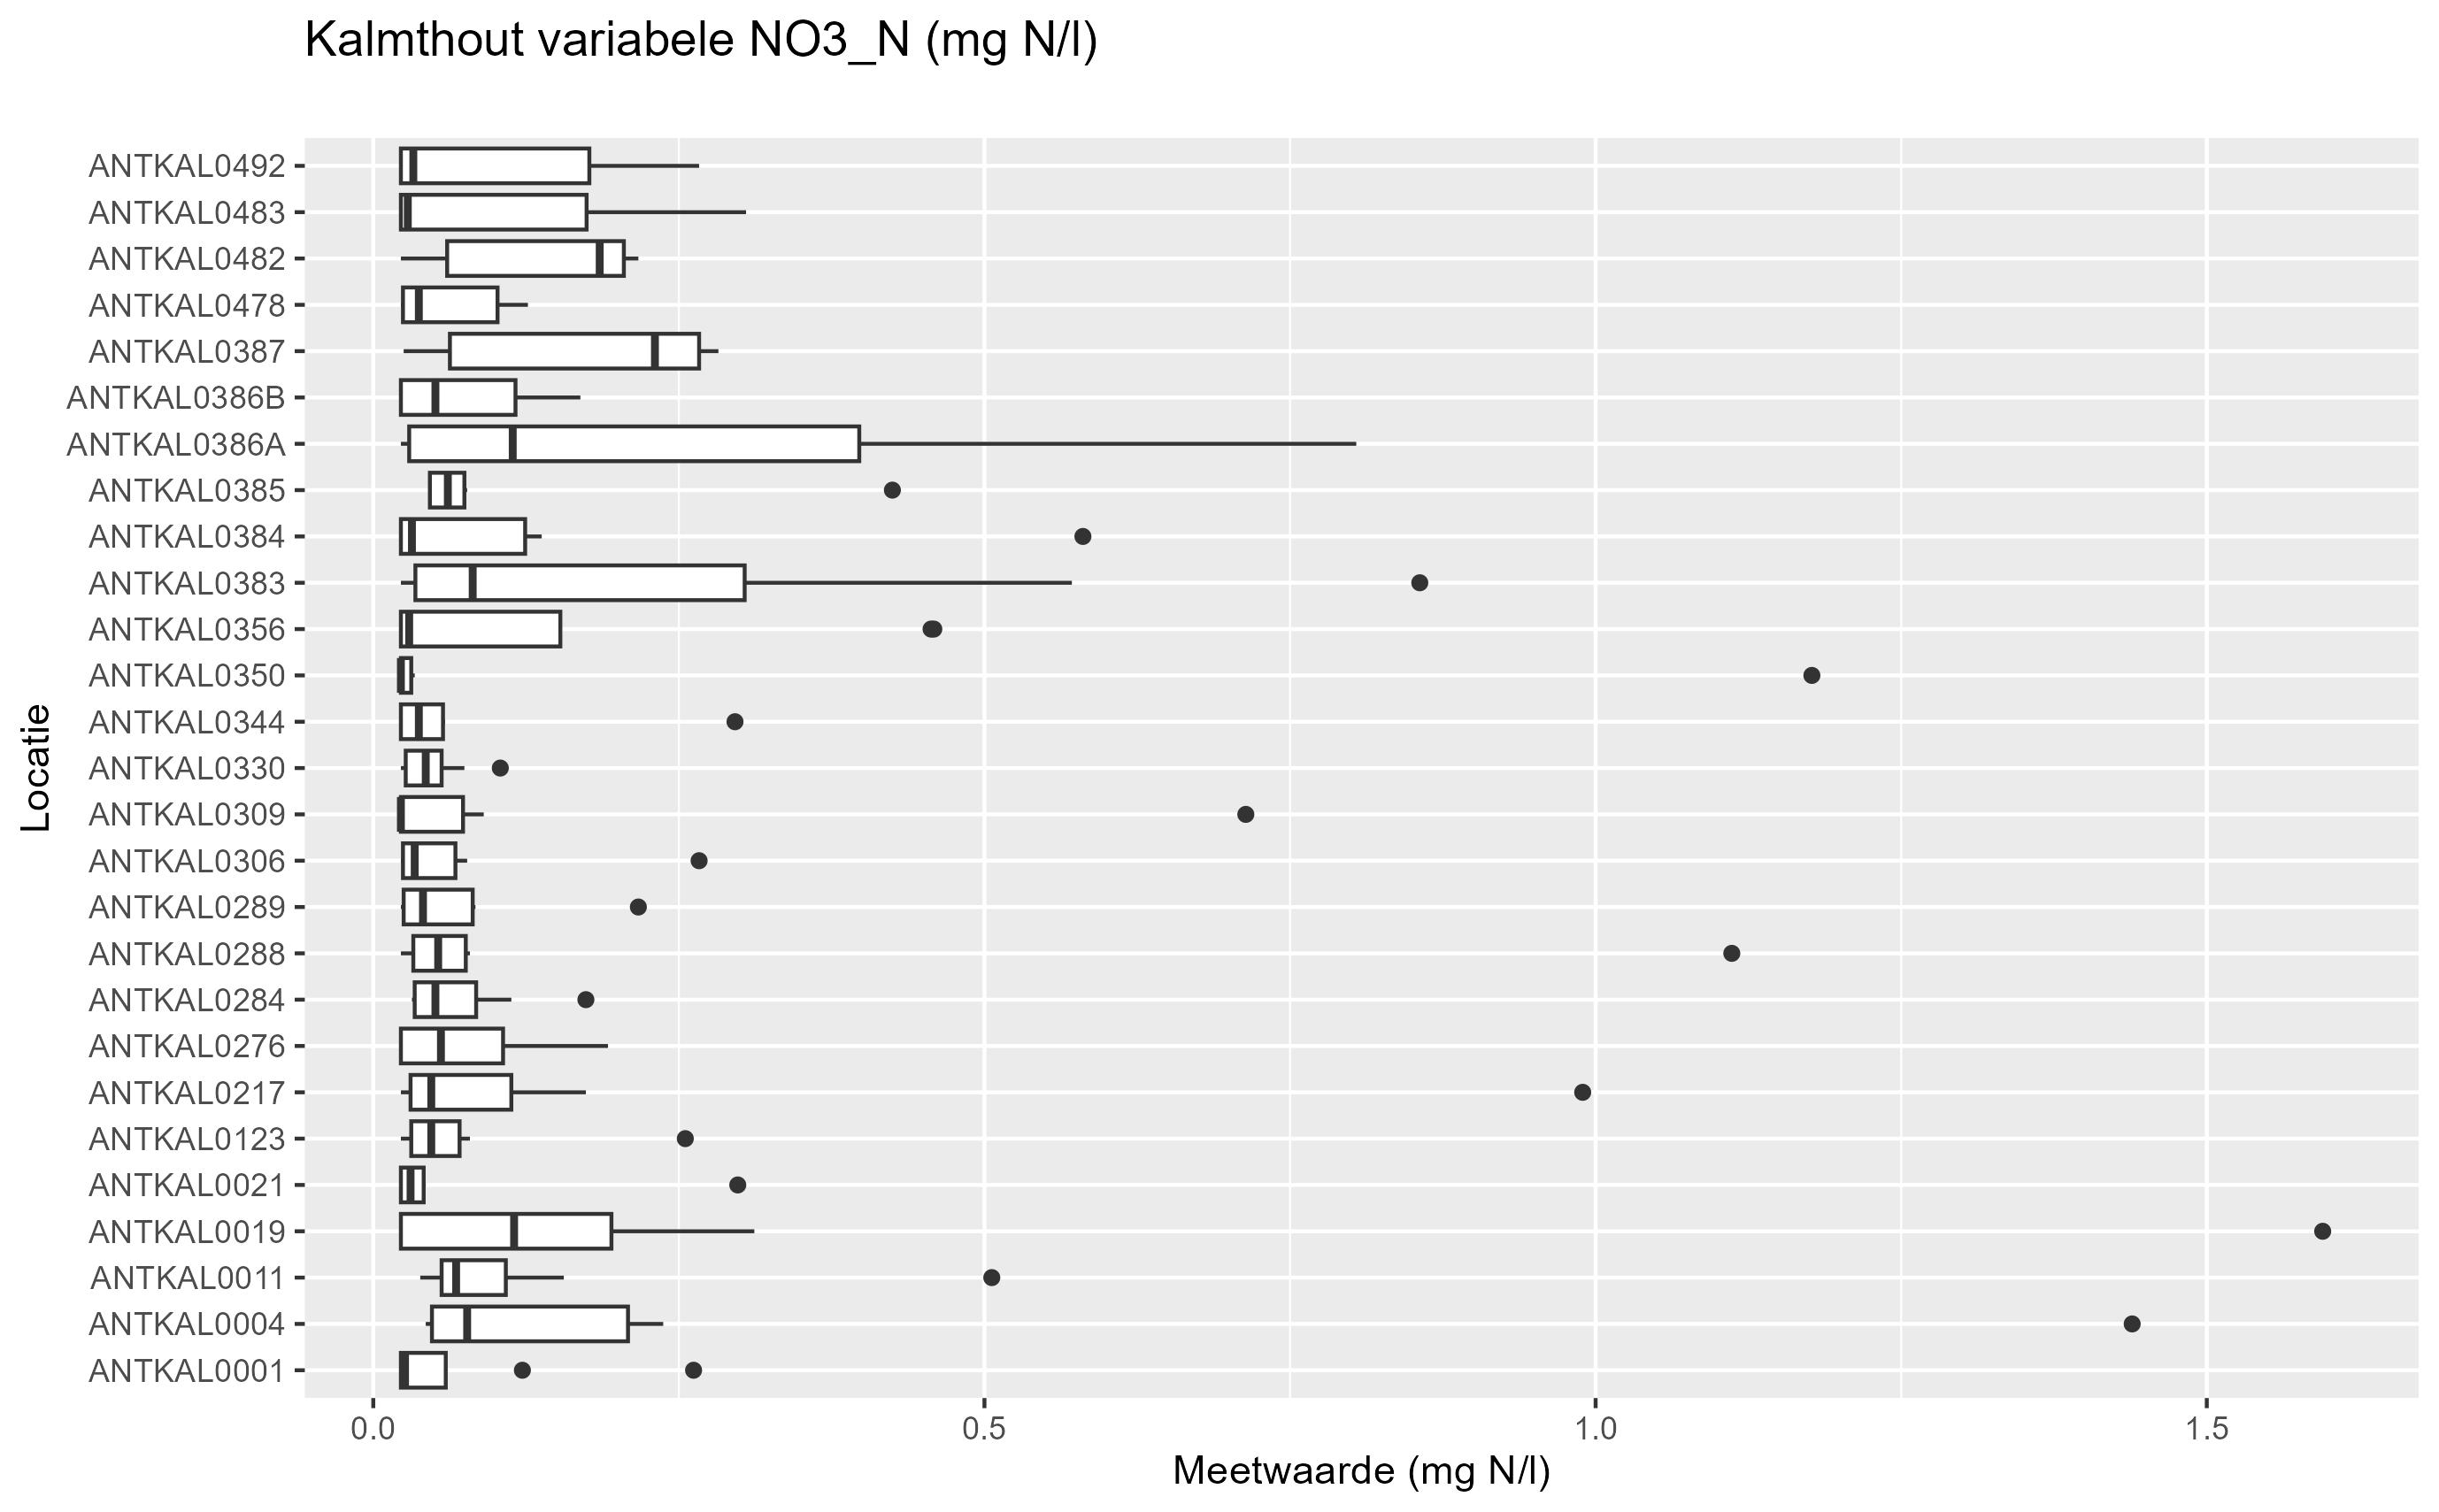 Kalmthout variabele NO3_N (mg N/l)
Locatie
ANTKAL0492
ANTKAL0483
ANTKAL0482
ANTKAL0478
ANTKAL0387
ANTKAL0386B
ANTKAL0386A
ANTKAL0385
ANTKAL0384
ANTKAL0383
ANTKAL0356
ANTKAL0350
ANTKAL0344
ANTKAL0330
ANTKAL0309
ANTKAL0306
ANTKAL0289
ANTKAL0288
ANTKAL0284
ANTKAL0276
ANTKAL0217
ANTKAL0123
ANTKAL0021
ANTKAL0019
ANTKAL0011
ANTKAL0004
ANTKAL0001
0.0 0.5 1.0 1.5
Meetwaarde (mg N/l)